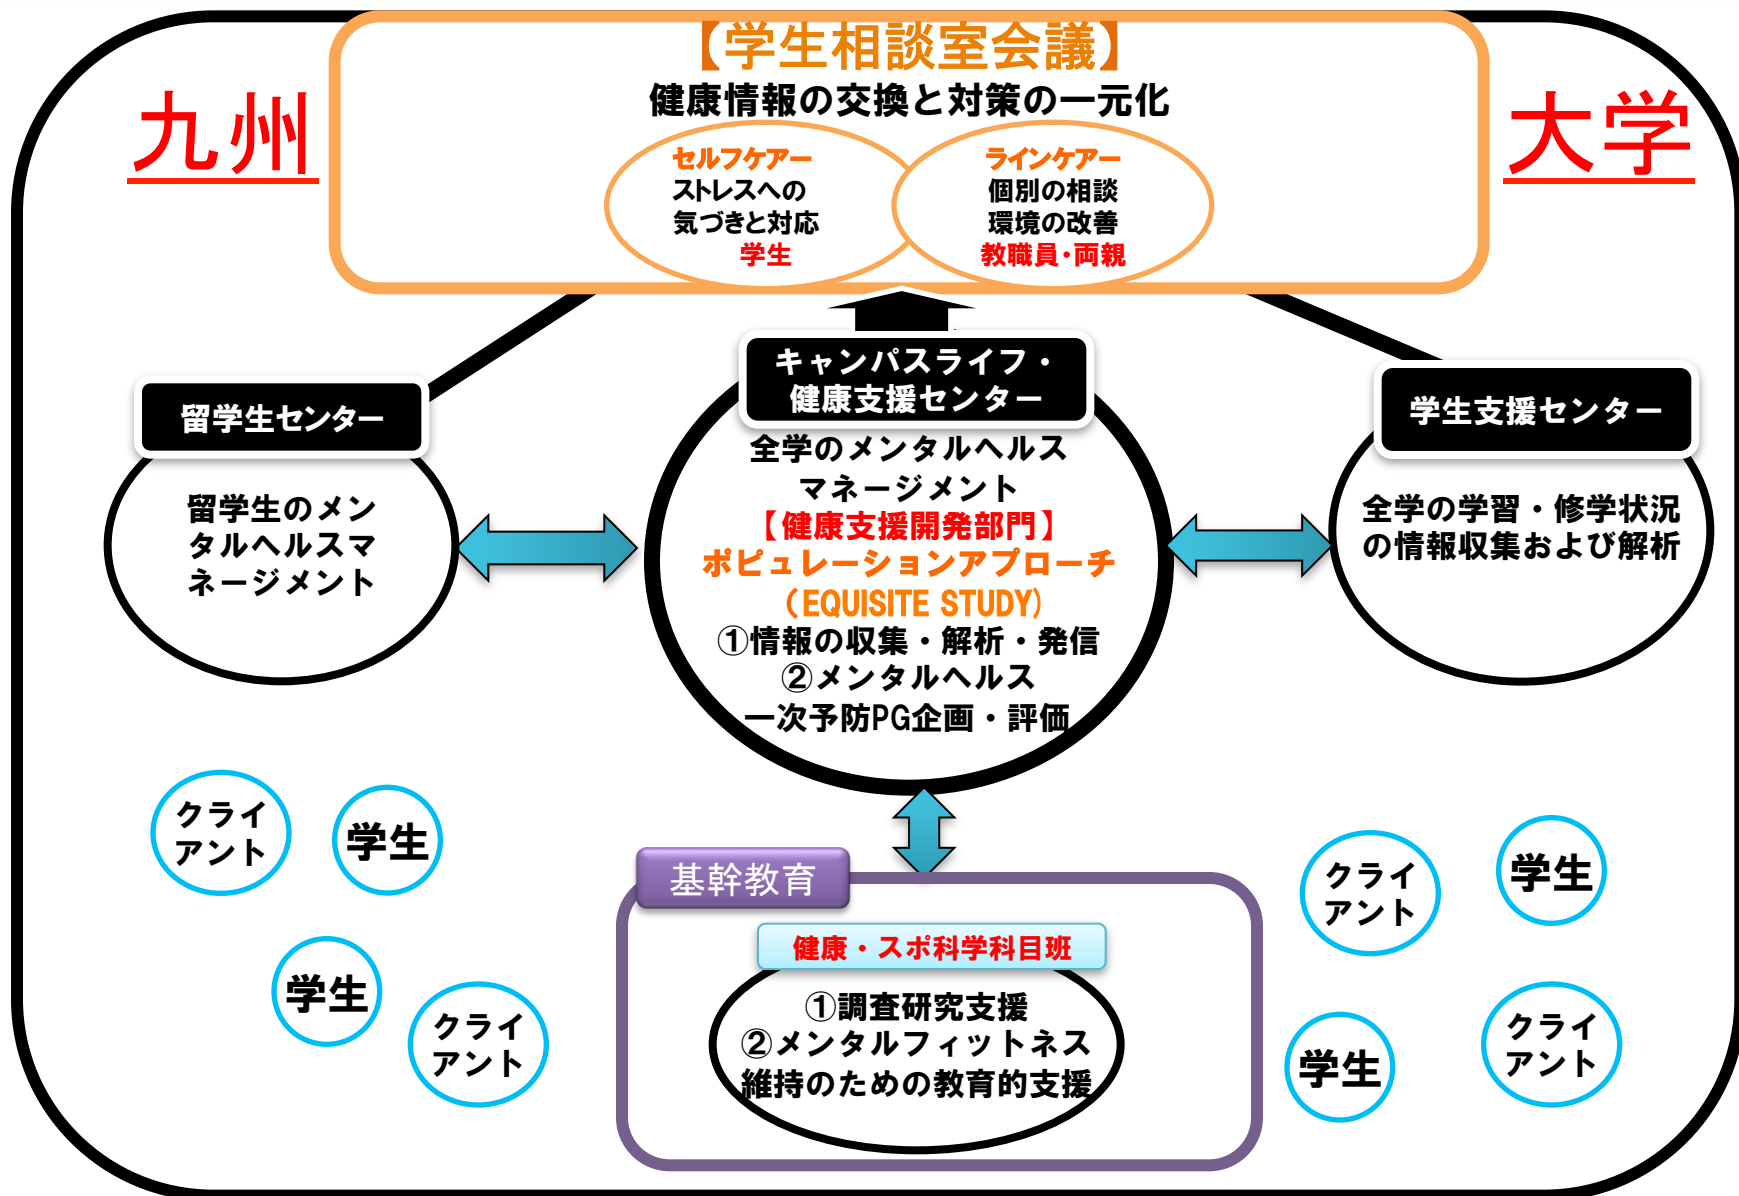 【学生相談室会議】
健康情報の交換と対策の一元化
九州
大学
セルフケアー
ストレスへの
気づきと対応
学生
ラインケアー
個別の相談
環境の改善
教職員・両親
留学生センター
留学生のメン
タルヘルスマ
ネージメント
キャンパスライフ・
健康支援センター
全学のメンタルヘルス
マネージメント
【健康支援開発部門】
ポピュレーションアプローチ
（EQUISITE STUDY)
①情報の収集・解析・発信
②メンタルヘルス
一次予防PG企画・評価
学生支援センター
全学の学習・修学状況
の情報収集および解析
クライ
アント
学生
学生
クライ
アント
基幹教育
健康・スポ科学科目班
①調査研究支援
②メンタルフィットネス
維持のための教育的支援
クライ
アント
学生
学生
クライ
アント